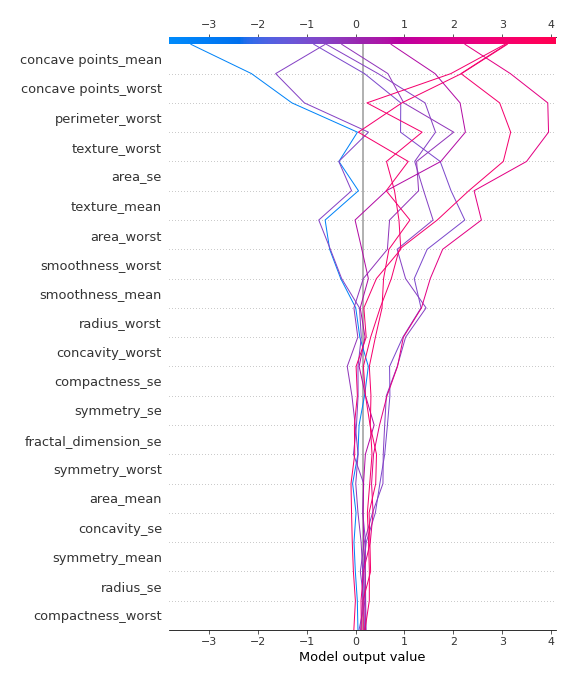 −3 −2 −1 0 1 2 3 4
concave points_mean
concave points_worst
perimeter_worst
texture_worst
area_se
texture_mean
area_worst
smoothness_worst
smoothness_mean
radius_worst
concavity_worst
compactness_se
symmetry_se
fractal_dimension_se
symmetry_worst
area_mean
concavity_se
symmetry_mean
radius_se
compactness_worst
−3 −2 −1 0 1 2 3 4
Model output value